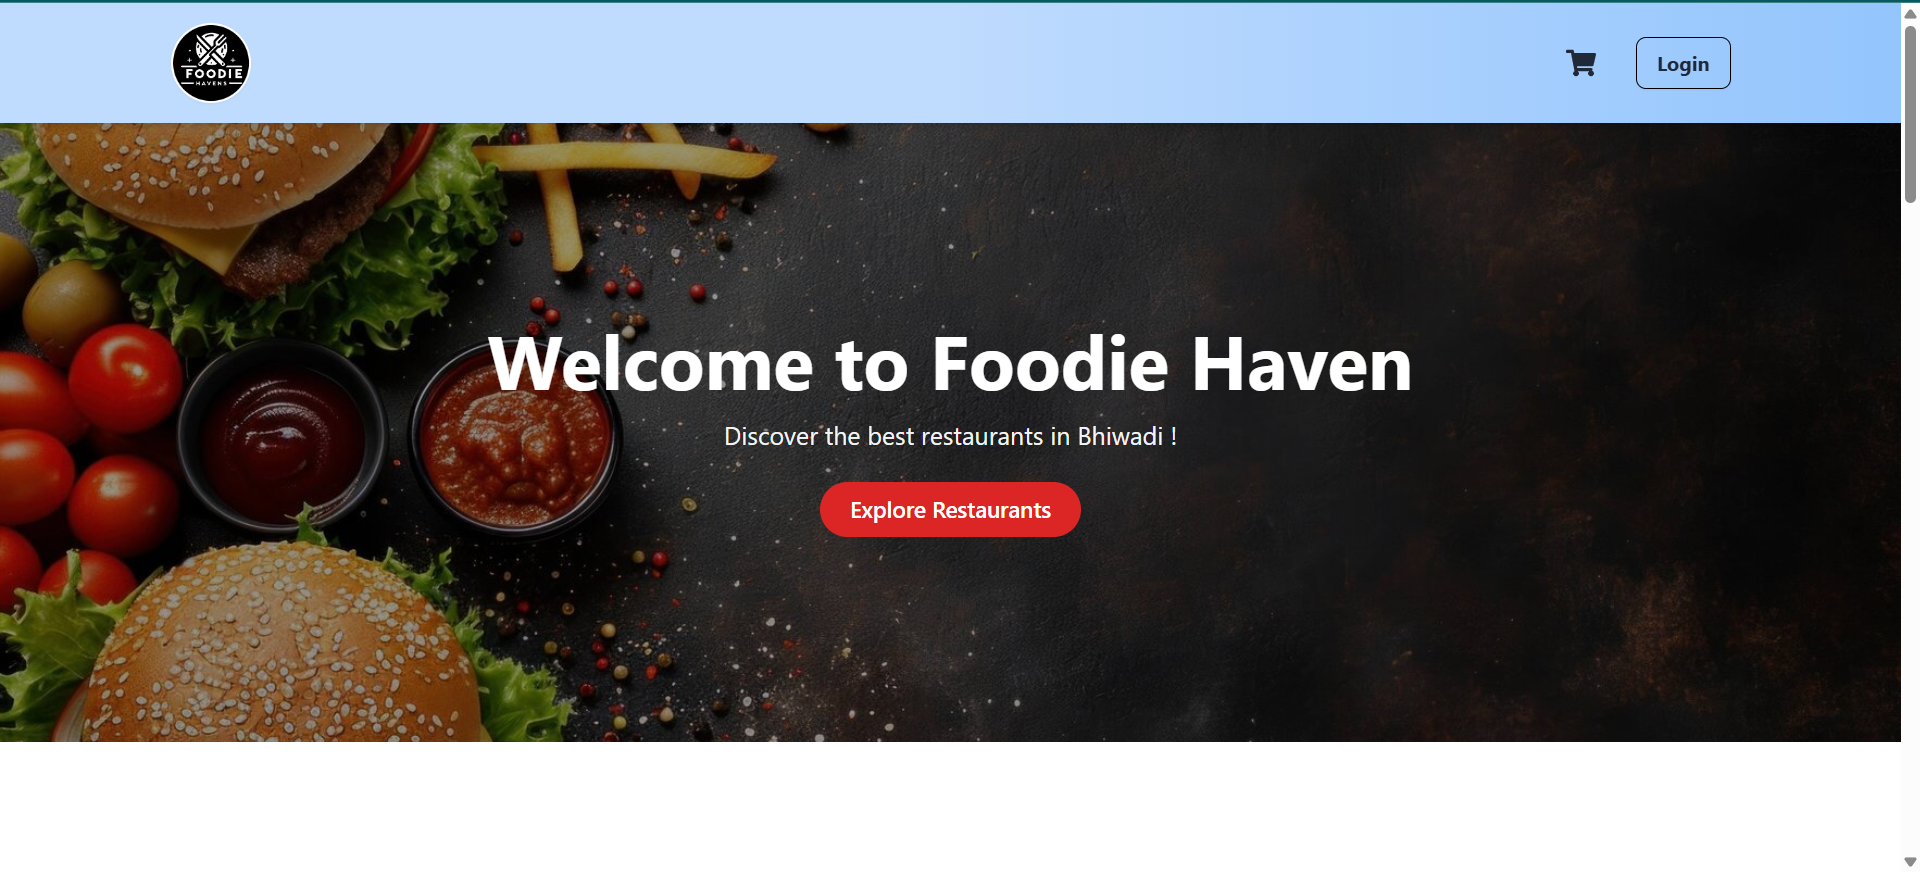 FOODIE
HAVENS
Login
Welcome to Foodie Haven
Discover the best restaurants in Bhiwadi !
Explore Restaurants